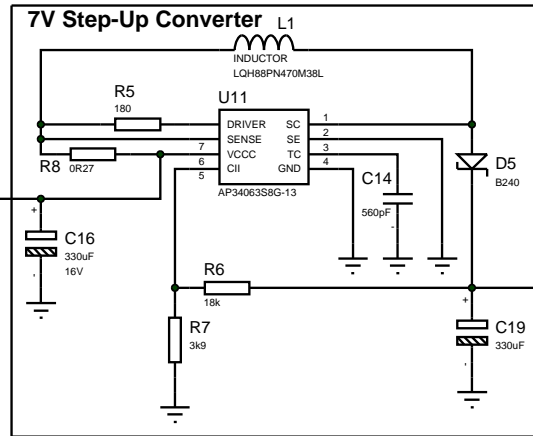 7V Step-Up Converter
L1
INDUCTOR
LQH88PN470M38L
R5
180
U11
DRIVER SC 1
SENSE SE 2
7 VCCC TC 3
6 CII GND 4
5
AP34063S8G-13
R8 0R27
C14
560pF
-
D5
B240
+
C16
330uF
16V
-
R6
18k
R7
3k9
+
C19
330uF
-